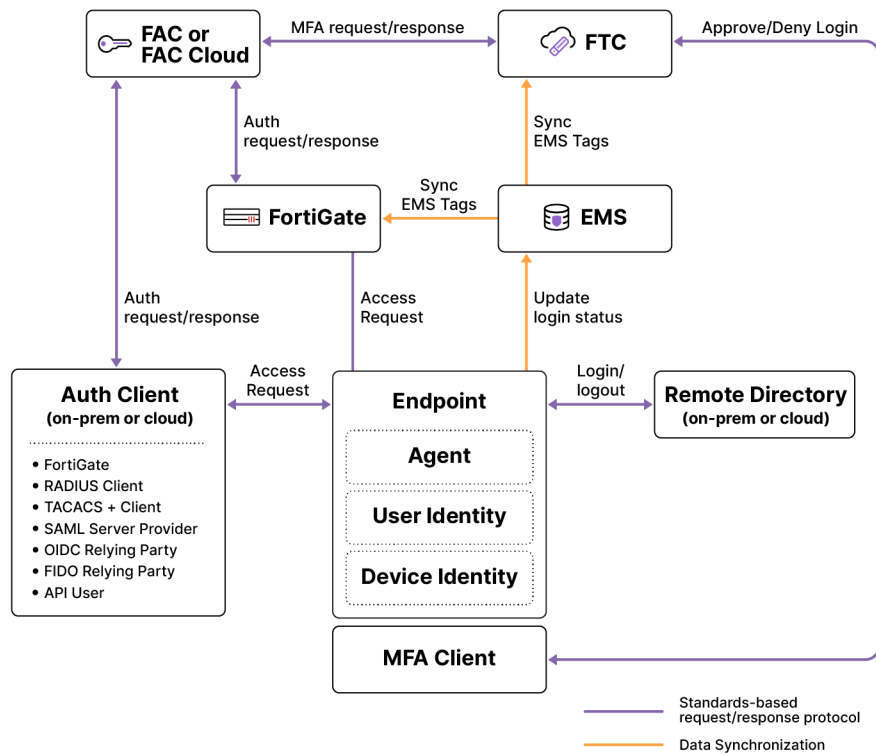 FAC or
FAC Cloud
MFA request/response
FTC
Approve/Deny Login
Auth
request/response
Sync
EMS Tags
FortiGate
Sync
EMS Tags
EMS
Auth
request/response
Access
Request
Update
login status
Auth Client
(on-prem or cloud)
• FortiGate
• RADIUS Client
• TACACS + Client
• SAML Server Provider
• OIDC Relying Party
• FIDO Relying Party
• API User
Access
Request
Endpoint
Agent
User Identity
Device Identity
Login/
logout
Remote Directory
(on-prem or cloud)
MFA Client
Standards-based
request/response protocol
Data Synchronization